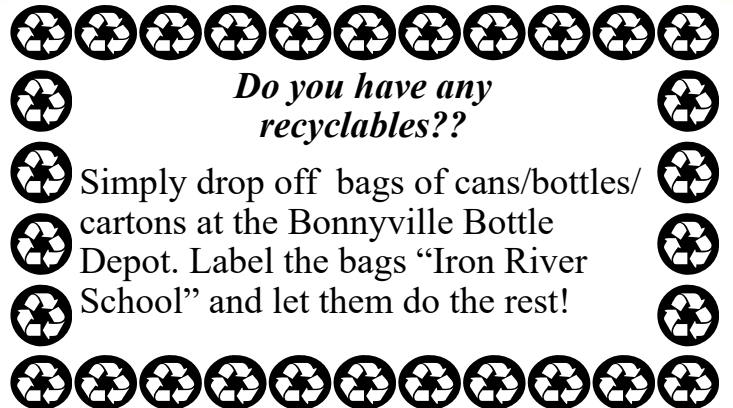 Do you have any
recyclables??
Simply drop off  bags of cans/bottles/
cartons at the Bonnyville Bottle
Depot. Label the bags “Iron River
School” and let them do the rest!